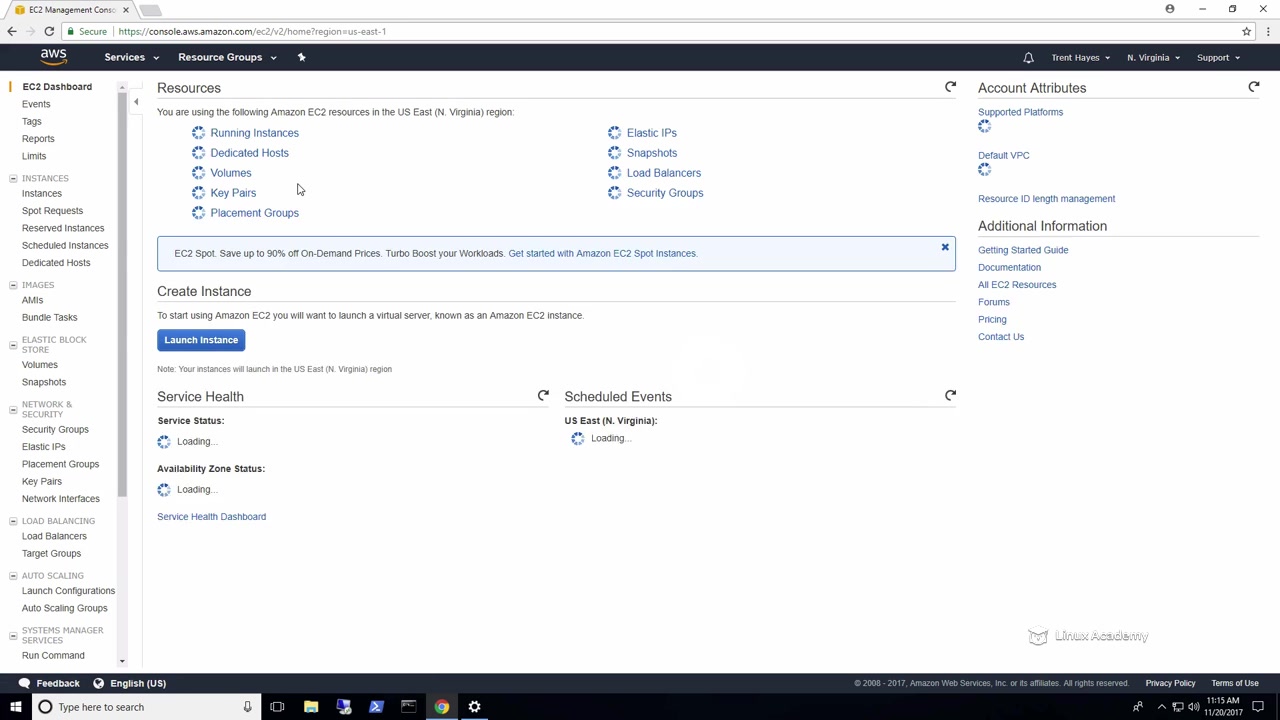 EC2 Management Conso
Secure
https://console.aws.amazon.com/ec2/v2/home?region=us-east-1
aws
Services
Resource Groups
Trent Hayes
N. Virginia
Support
EC2 Dashboard
Events
Tags
Reports
Limits
INSTANCES
Instances
Spot Requests
Reserved Instances
Scheduled Instances
Dedicated Hosts
IMAGES
AMIs
Bundle Tasks
ELASTIC BLOCK
STORE
Volumes
Snapshots
NETWORK &
SECURITY
Security Groups
Elastic IPs
Placement Groups
Key Pairs
Network Interfaces
LOAD BALANCING
Load Balancers
Target Groups
AUTO SCALING
Launch Configurations
Auto Scaling Groups
SYSTEMS MANAGER
SERVICES
Run Command
Resources
You are using the following Amazon EC2 resources in the US East (N. Virginia) region:
Running Instances
Dedicated Hosts
Volumes
Key Pairs
Placement Groups
Elastic IPs
Snapshots
Load Balancers
Security Groups
EC2 Spot. Save up to 90% off On-Demand Prices. Turbo Boost your Workloads. Get started with Amazon EC2 Spot Instances.
Create Instance
To start using Amazon EC2 you will want to launch a virtual server, known as an Amazon EC2 instance.
Launch Instance
Note: Your instances will launch in the US East (N. Virginia) region
Service Health
Service Status:
Loading...
Availability Zone Status:
Loading...
Service Health Dashboard
Scheduled Events
US East (N. Virginia):
Loading...
Account Attributes
Supported Platforms
Default VPC
Resource ID length management
Additional Information
Getting Started Guide
Documentation
All EC2 Resources
Forums
Pricing
Contact Us
Linux Academy
Feedback
English (US)
© 2008 - 2017, Amazon Web Services, Inc. or its affiliates. All rights reserved.
Privacy Policy
Terms of Use
Type here to search
11:15 AM
11/20/2017